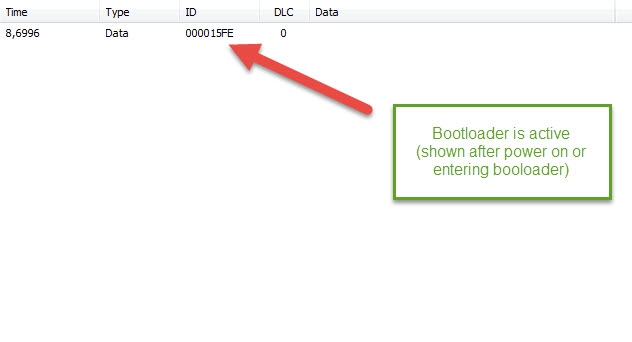 Time Type ID DLC Data
8,6996 Data 000015FE 0
Bootloader is active
(shown after power on or
entering booloader)